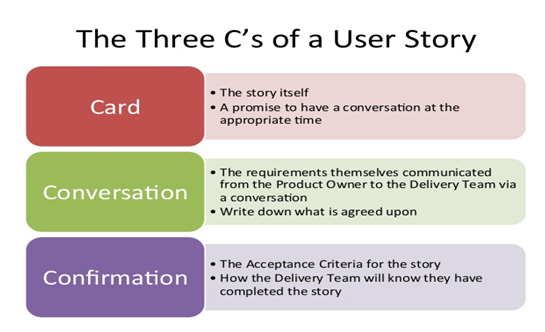 The Three C’s of a User Story
Card
• The story itself
• A promise to have a conversation at the
appropriate time
Conversation
• The requirements themselves communicated
from the Product Owner to the Delivery Team via
a conversation
• Write down what is agreed upon
Confirmation
• The Acceptance Criteria for the story
• How the Delivery Team will know they have
completed the story